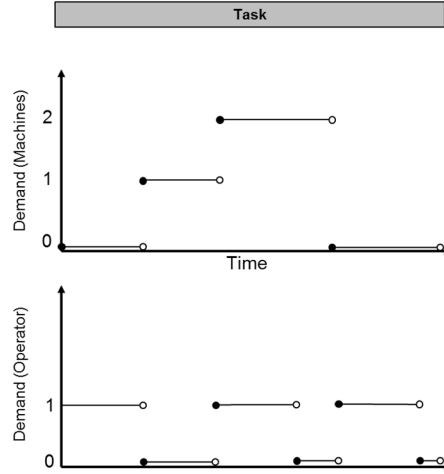 Task
Demand (Machines)
2
1
0
Time
Demand (Operator)
1
0